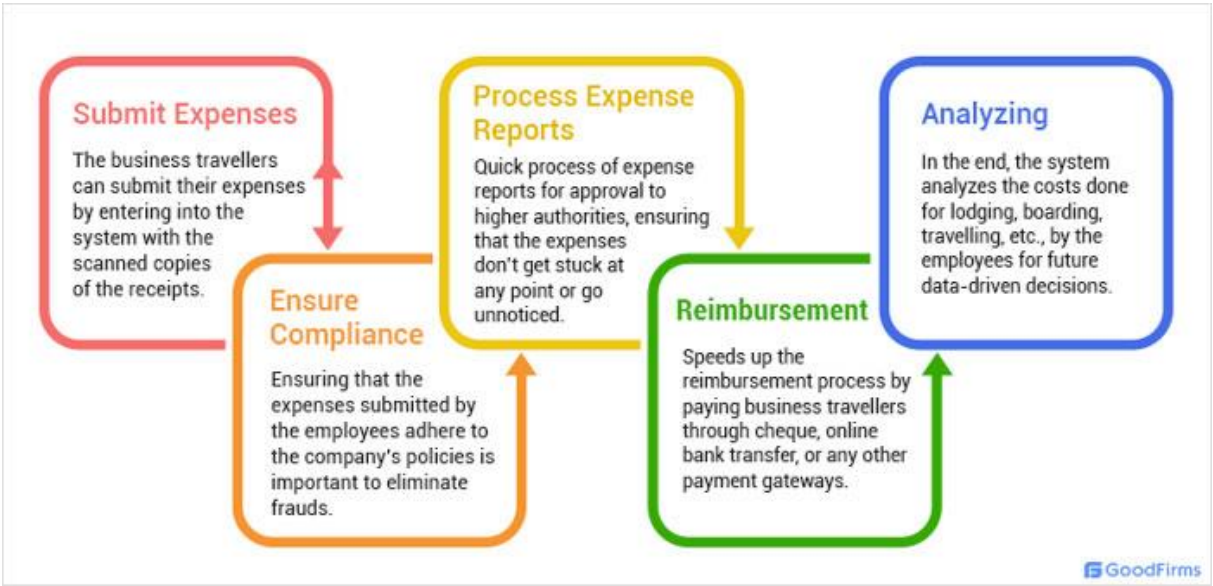 Submit Expenses
The business travellers
can submit their expenses
by entering into the
system with the
scanned copies
of the receipts.
Ensure
Compliance
Ensuring that the
expenses submitted by
the employees adhere to
the company's policies is
important to eliminate
frauds.
Process Expense
Reports
Quick process of expense
reports for approval to
higher authorities, ensuring
that the expenses
don't get stuck at
any point or go
unnoticed.
Reimbursement
Speeds up the
reimbursement process by
paying business travellers
through cheque, online
bank transfer, or any other
payment gateways.
Analyzing
In the end, the system
analyzes the costs done
for lodging, boarding,
travelling, etc., by the
employees for future
data-driven decisions.
GoodFirms